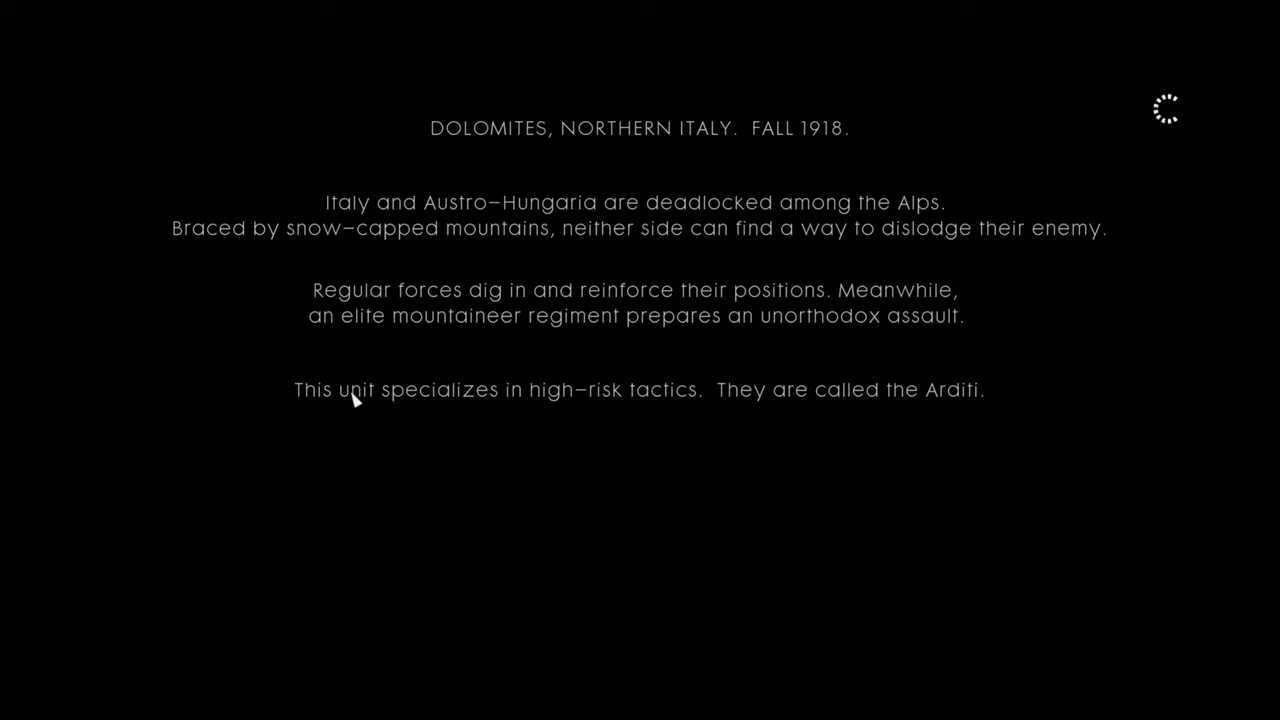 DOLOMITES, NORTHERN ITALY.  FALL 1918.
Italy and Austro-Hungaria are deadlocked among the Alps.
Braced by snow-capped mountains, neither side can find a way to dislodge their enemy.
Regular forces dig in and reinforce their positions. Meanwhile,
an elite mountaineer regiment prepares an unorthodox assault.
This unit specializes in high-risk tactics.  They are called the Arditi.